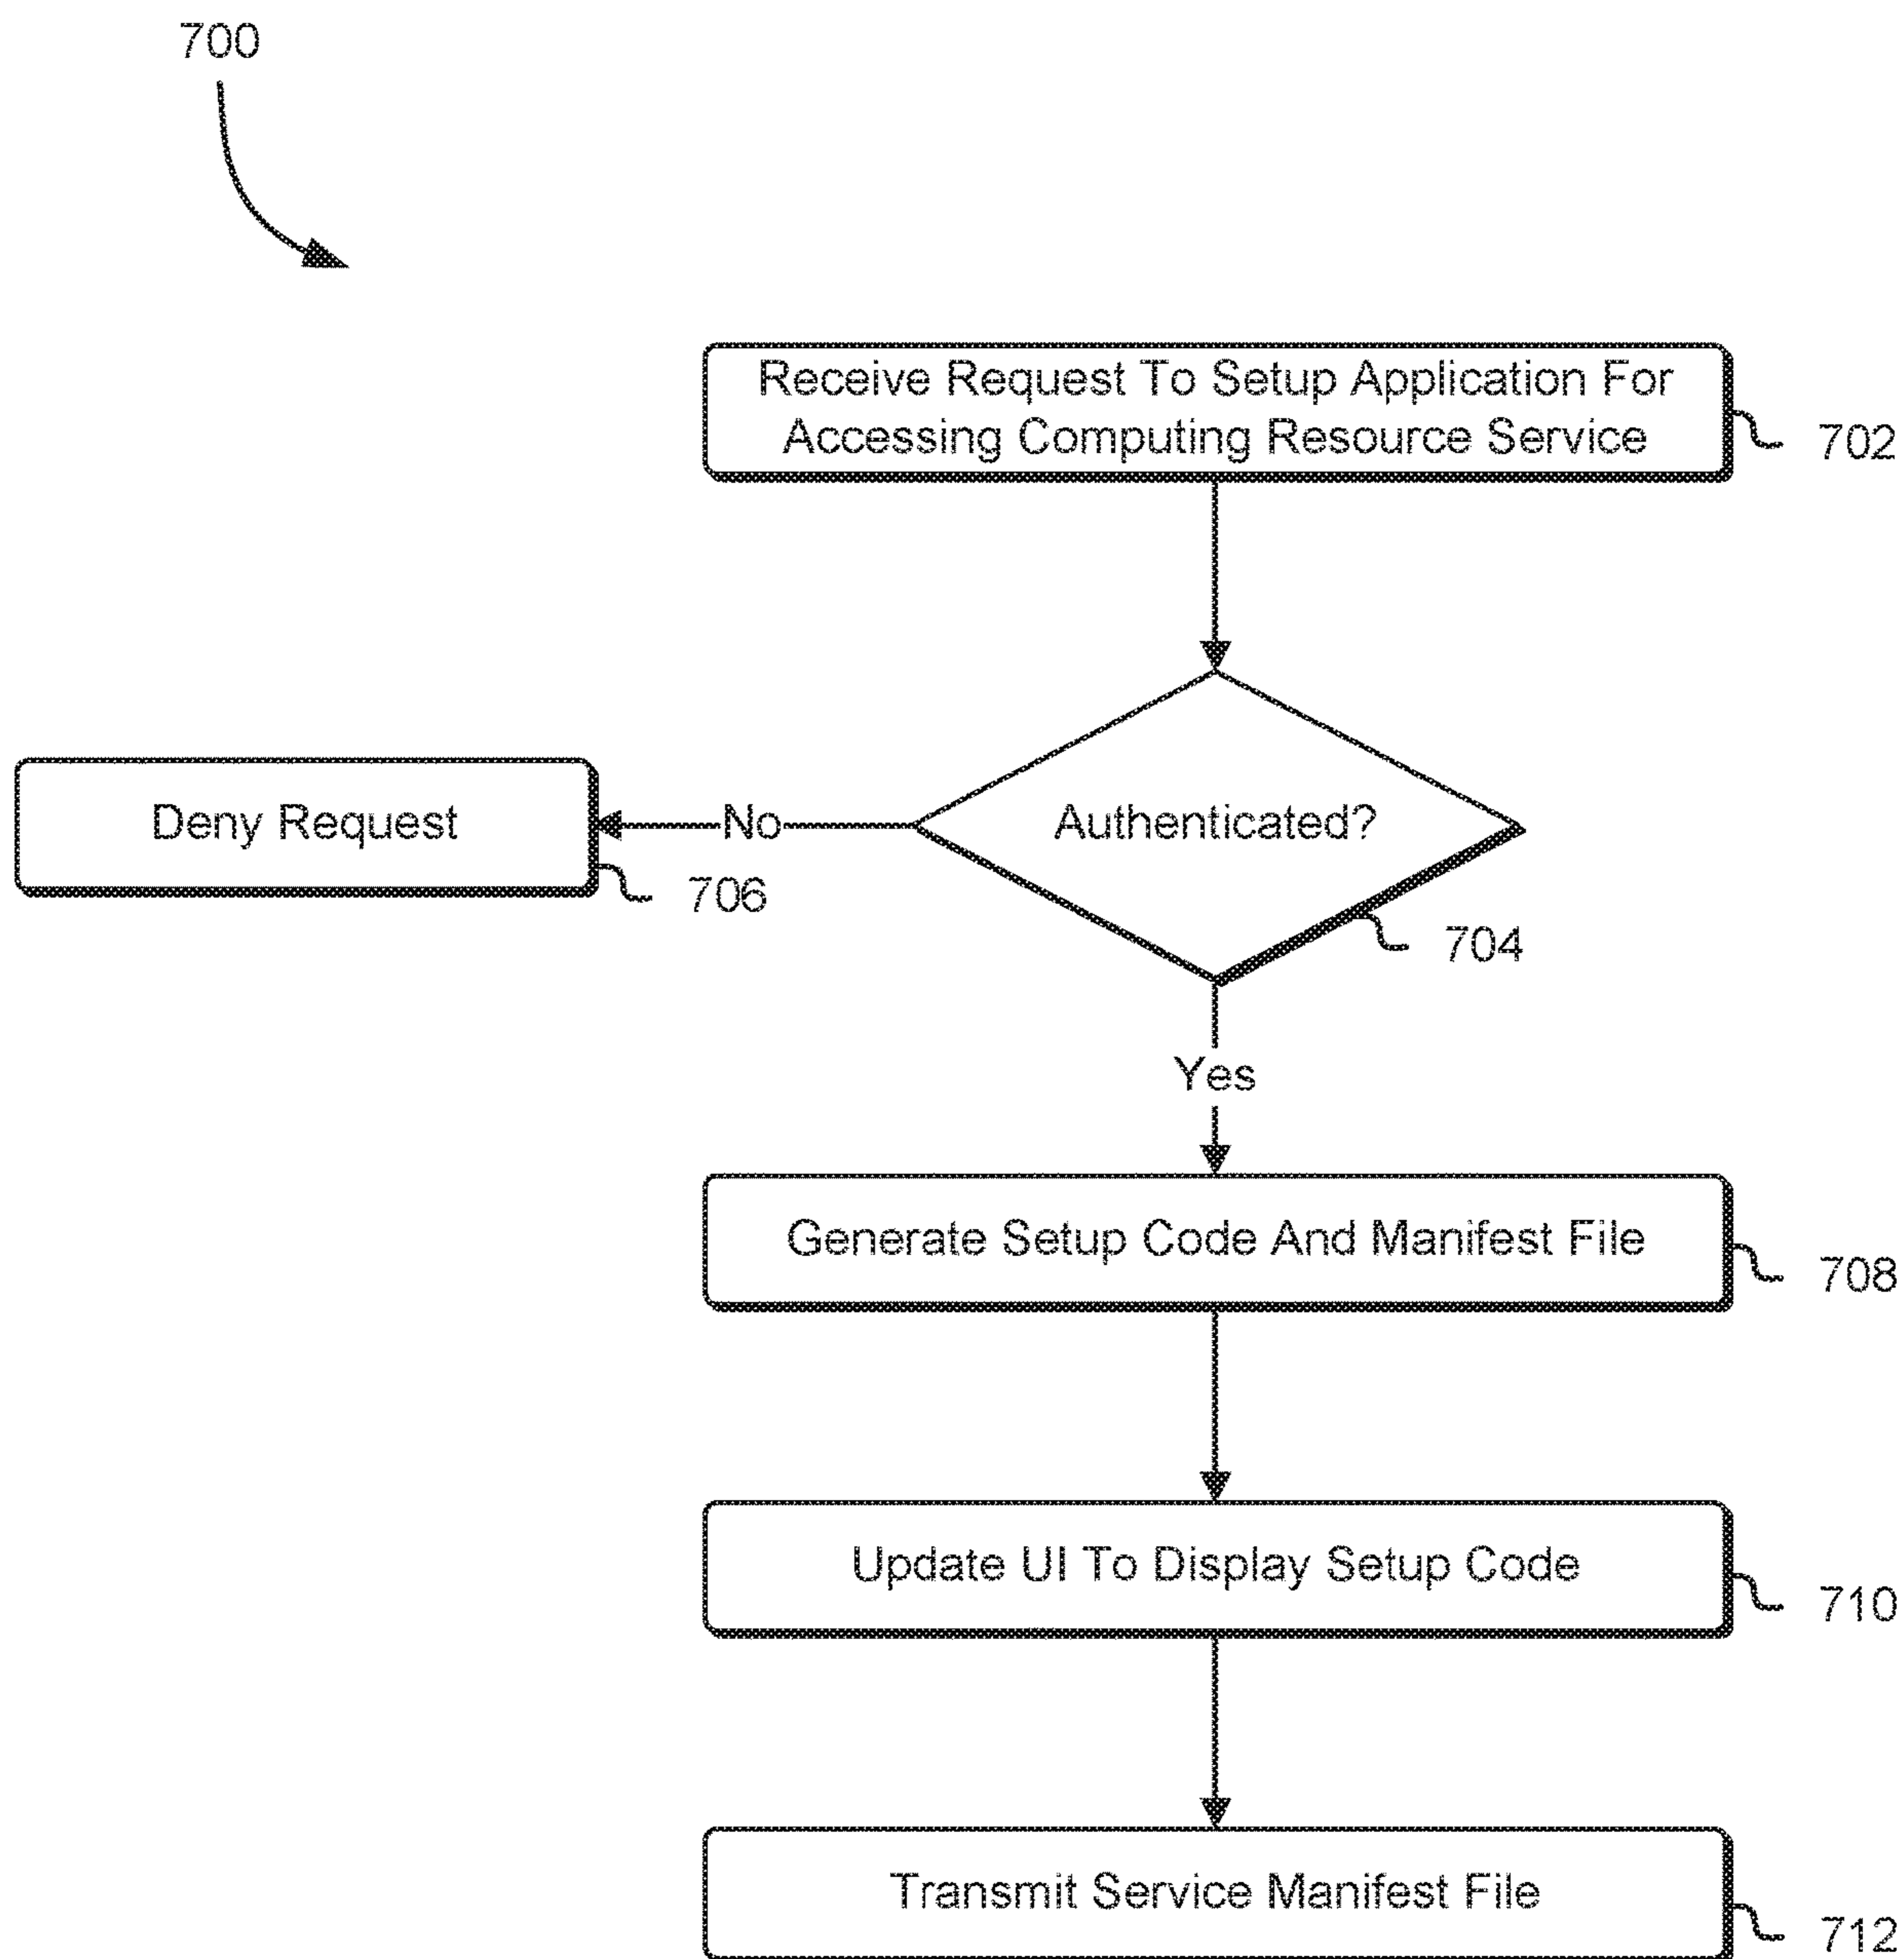 700
Receive Request To Setup Application For
Accessing Computing Resource Service
702
Authenticated?
No
Deny Request
706
704
Yes
Generate Setup Code And Manifest File
708
Update UI To Display Setup Code
710
Transmit Service Manifest File
712